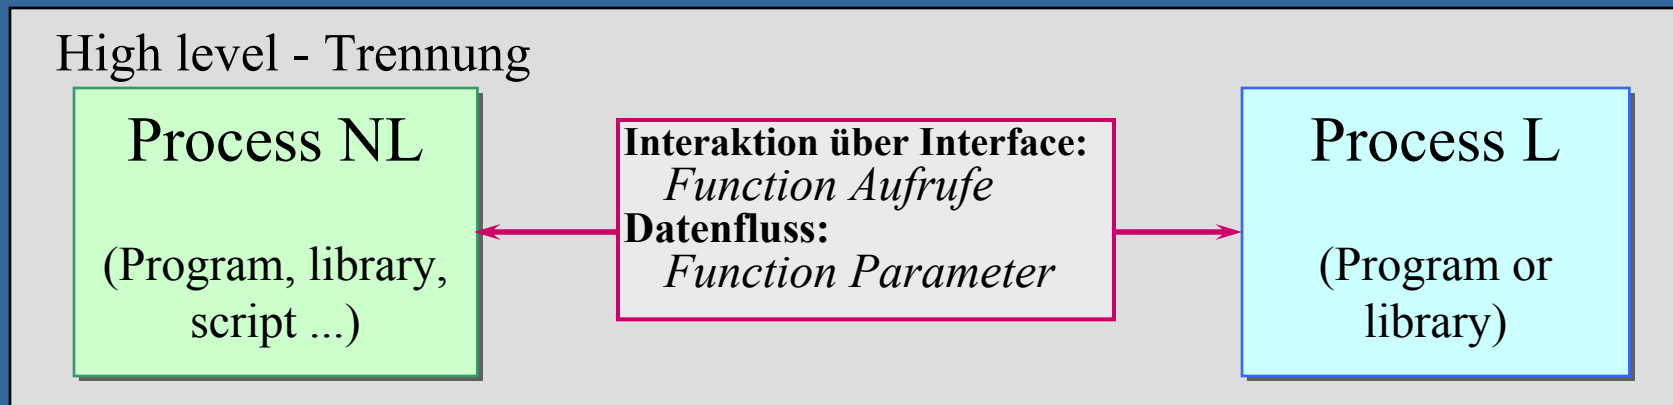 High level - Trennung
Process NL
(Program, library,
script ...)
Interaktion über Interface:
Function Aufrufe
Datenfluss:
Function Parameter
Process L
(Program or
library)